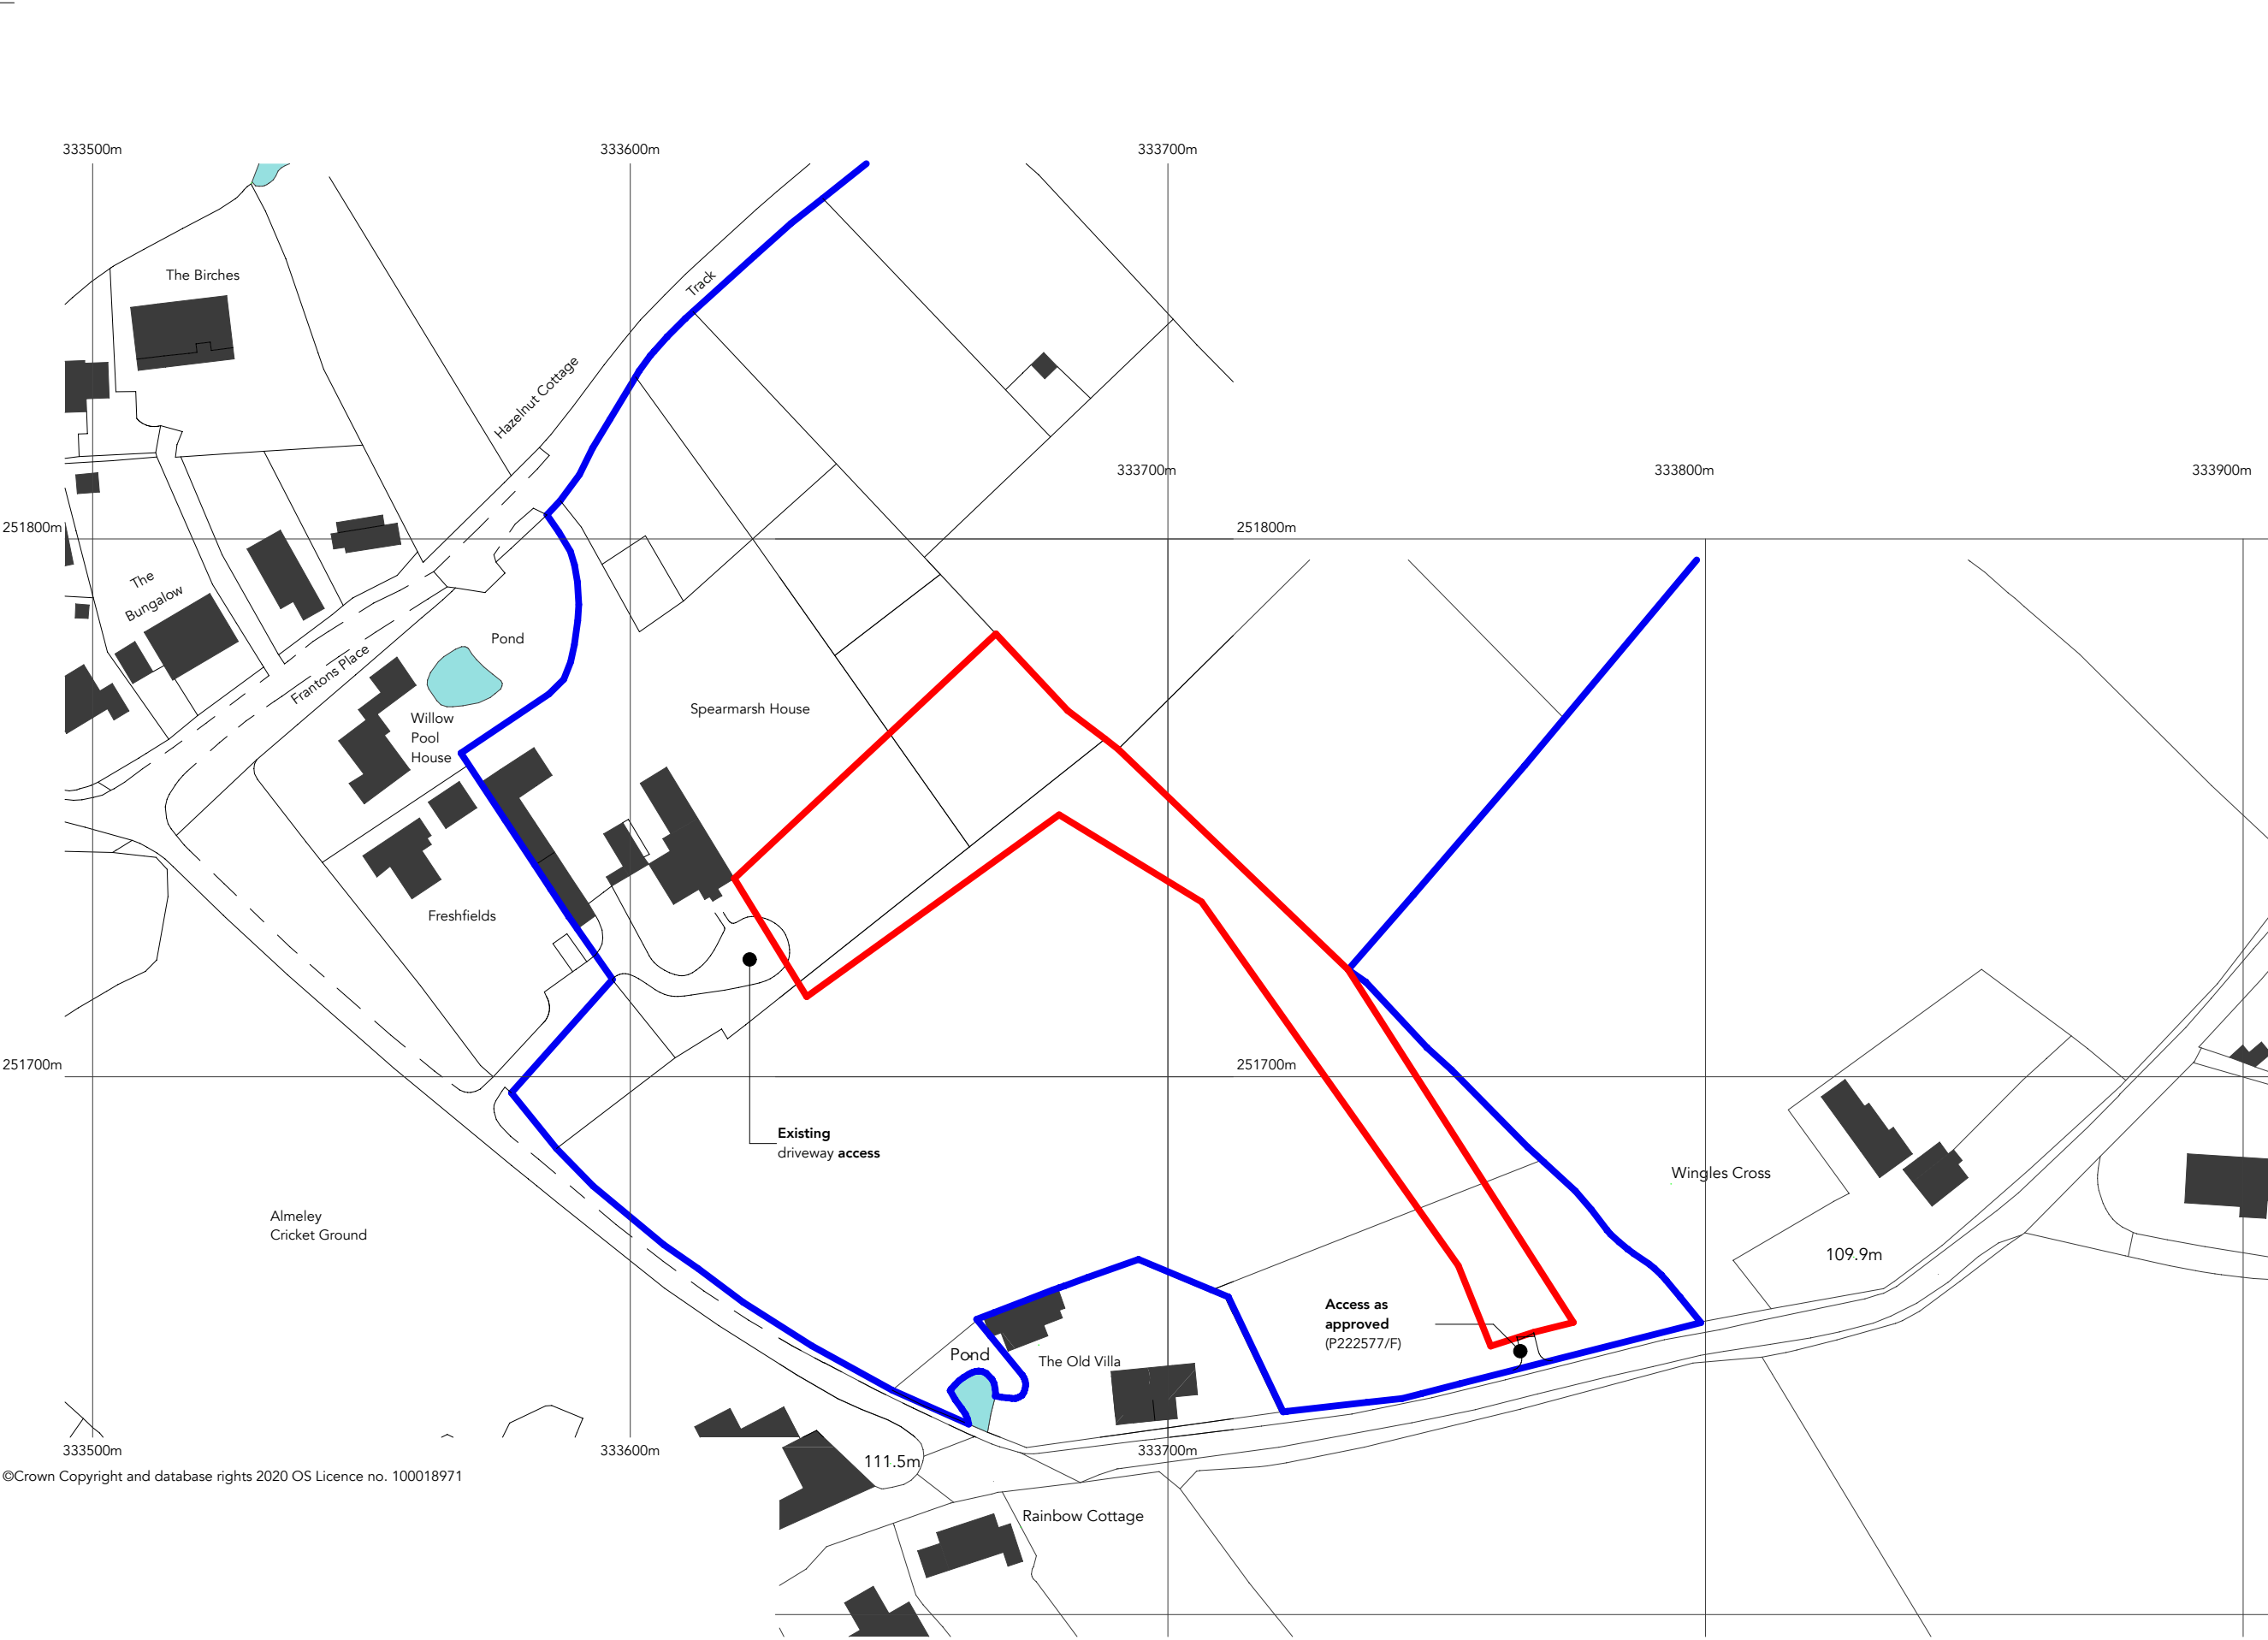 333500m
333600m
333700m
The Birches
Track
Hazelnut Cottage
333700m
333800m
333900m
251800m
251800m
The
Bungalow
Pond
Frantons Place
Willow
Pool
House
Spearmarsh House
Freshfields
251700m
251700m
Existing
driveway access
Wingles Cross
Almeley
Cricket Ground
109.9m
Access as
approved
(P222577/F)
Pond
The Old Villa
333500m
333600m
333700m
111.5m
©Crown Copyright and database rights 2020 OS Licence no. 100018971
Rainbow Cottage